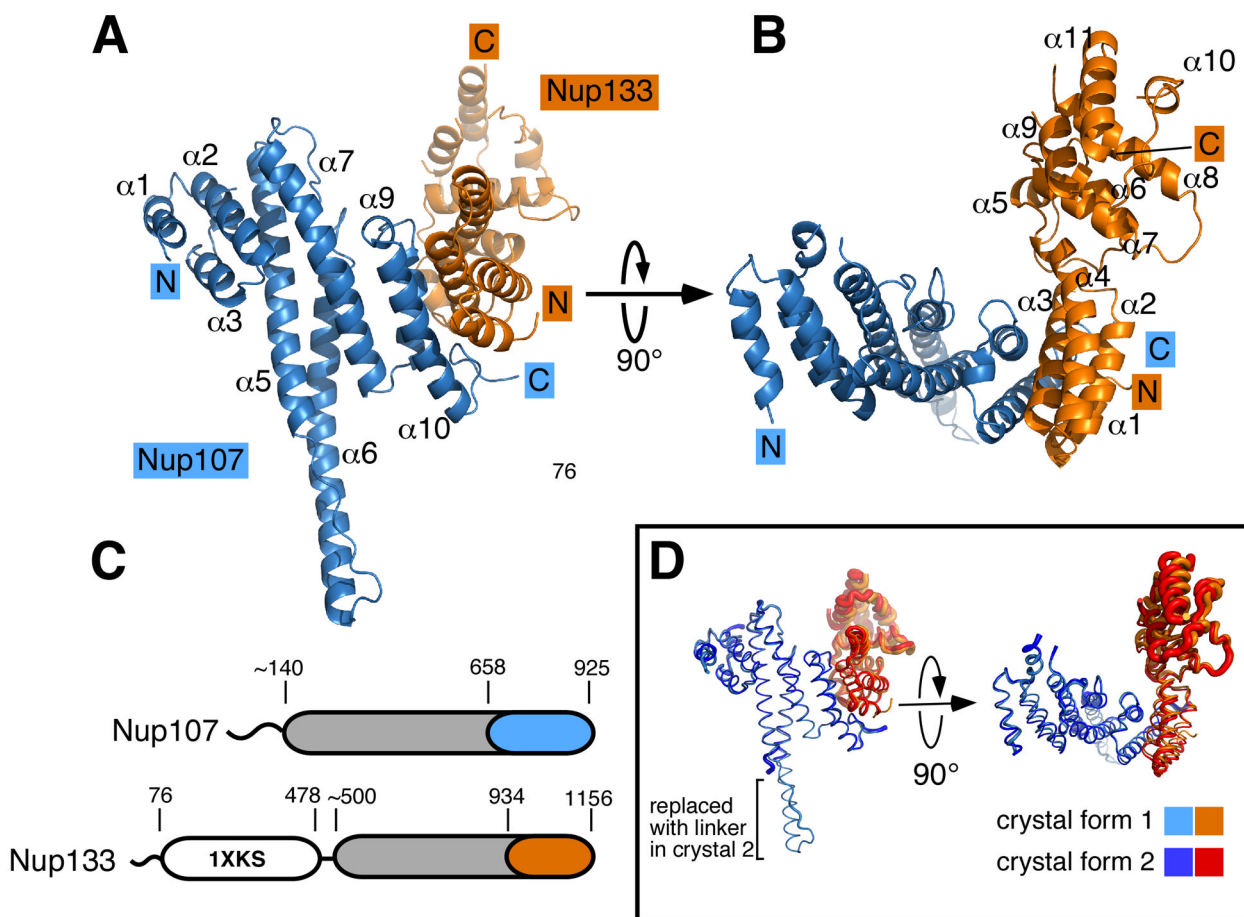 A
C
Nup133
α1
α2
α7
α9
N
α3
N
α5
C
α10
α6
Nup107
76
90°
B
α11
α10
α9
C
α6
α8
α5
α7
α4
α3
α2
C
N
α1
N
C
~140
658
925
Nup107
76
478
~500
934
1156
Nup133
1XKS
D
replaced
with linker
in crystal 2
90°
crystal form 1
crystal form 2